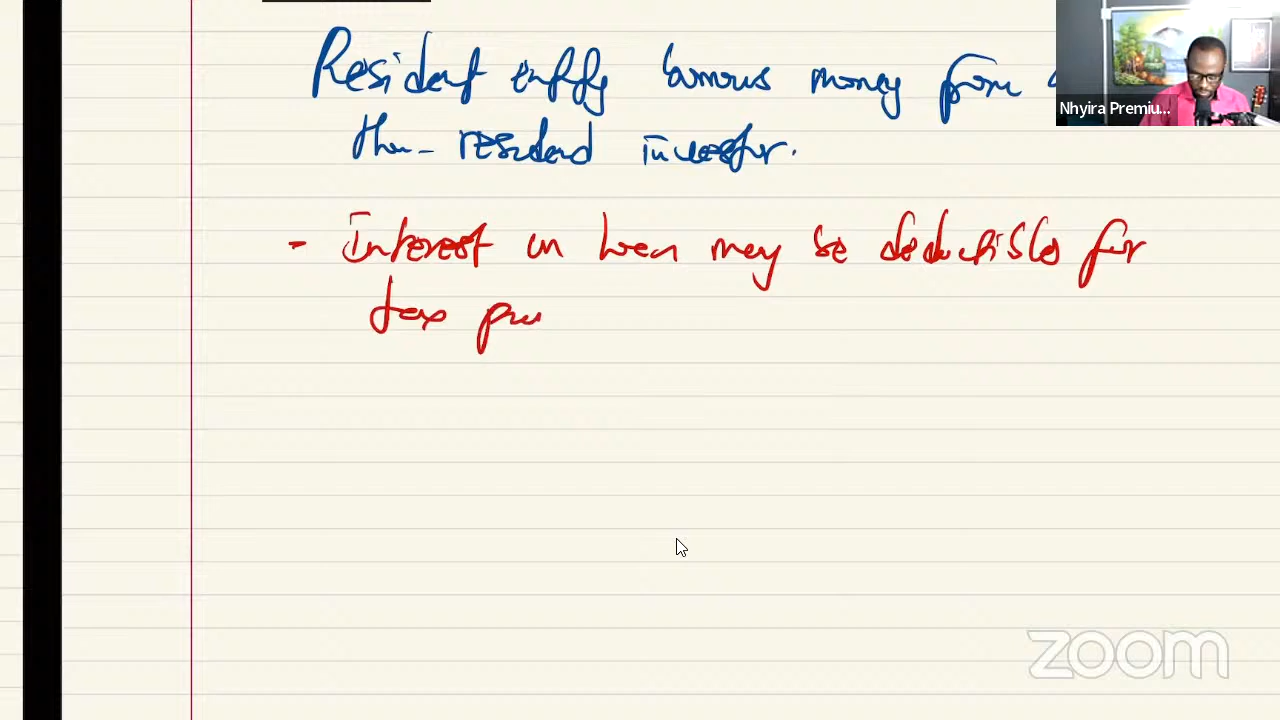 Resident entity borrows money from
Nhyira Premiu...
Non-resident investor.
- Interest on loan may be deductible for
tax pu
zoom